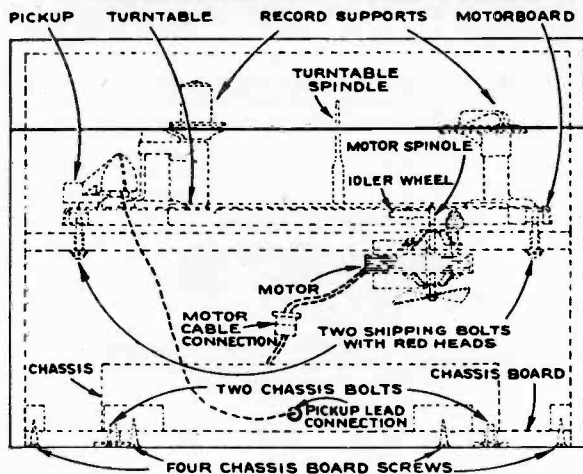 PICKUP
TURNTABLE
RECORD SUPPORTS
MOTORBOARD
TURNTABLE
SPINDLE
MOTOR SPINDLE
IDLER WHEEL
MOTOR
MOTOR
CABLE
CONNECTION
TWO SHIPPING BOLTS
WITH RED HEADS
CHASSIS
TWO CHASSIS BOLTS
CHASSIS BOARD
PICKUP LEAD
CONNECTION
FOUR CHASSIS BOARD SCREWS